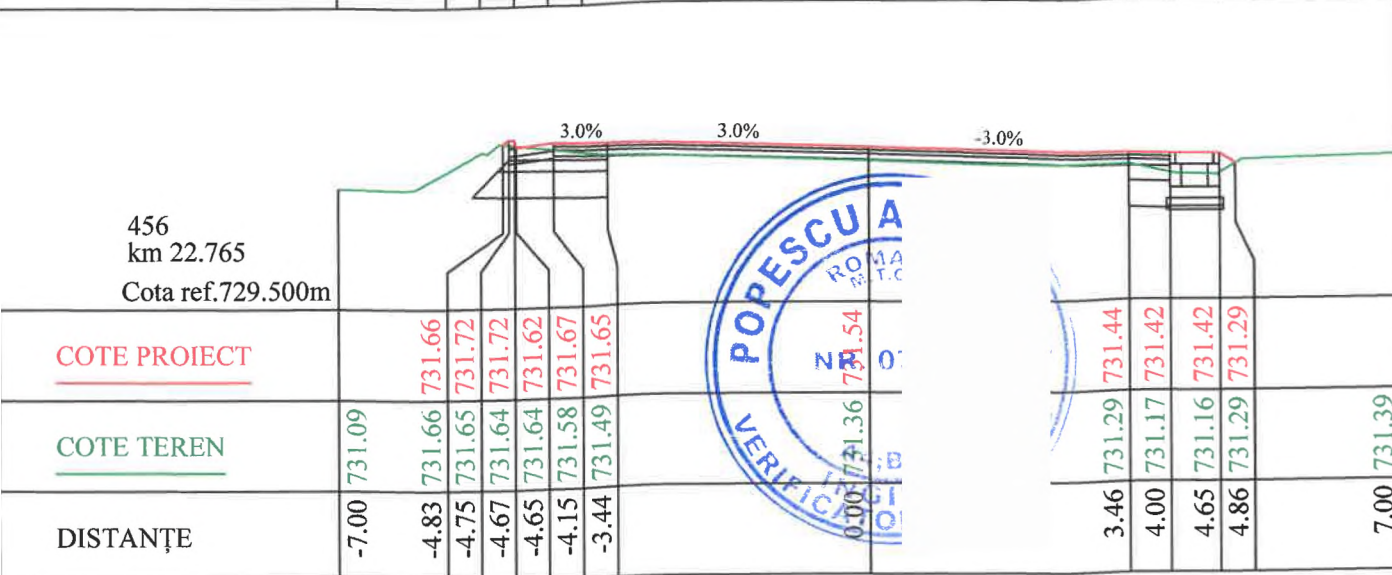 3.0% 3.0% -3.0%
456
km 22.765
Cota ref.729.500m
COTE PROIECT 731.66 731.72 731.72 731.62 731.67 731.65 731.54 731.44 731.42 731.42 731.29
COTE TEREN 731.09 731.66 731.65 731.64 731.64 731.58 731.49 731.36 731.29 731.17 731.16 731.29 731.39
DISTANȚE -7.00 -4.83 -4.75 -4.67 -4.65 -4.15 -3.44 0.00 3.46 4.00 4.65 4.86 7.00
POPESCU A
NR